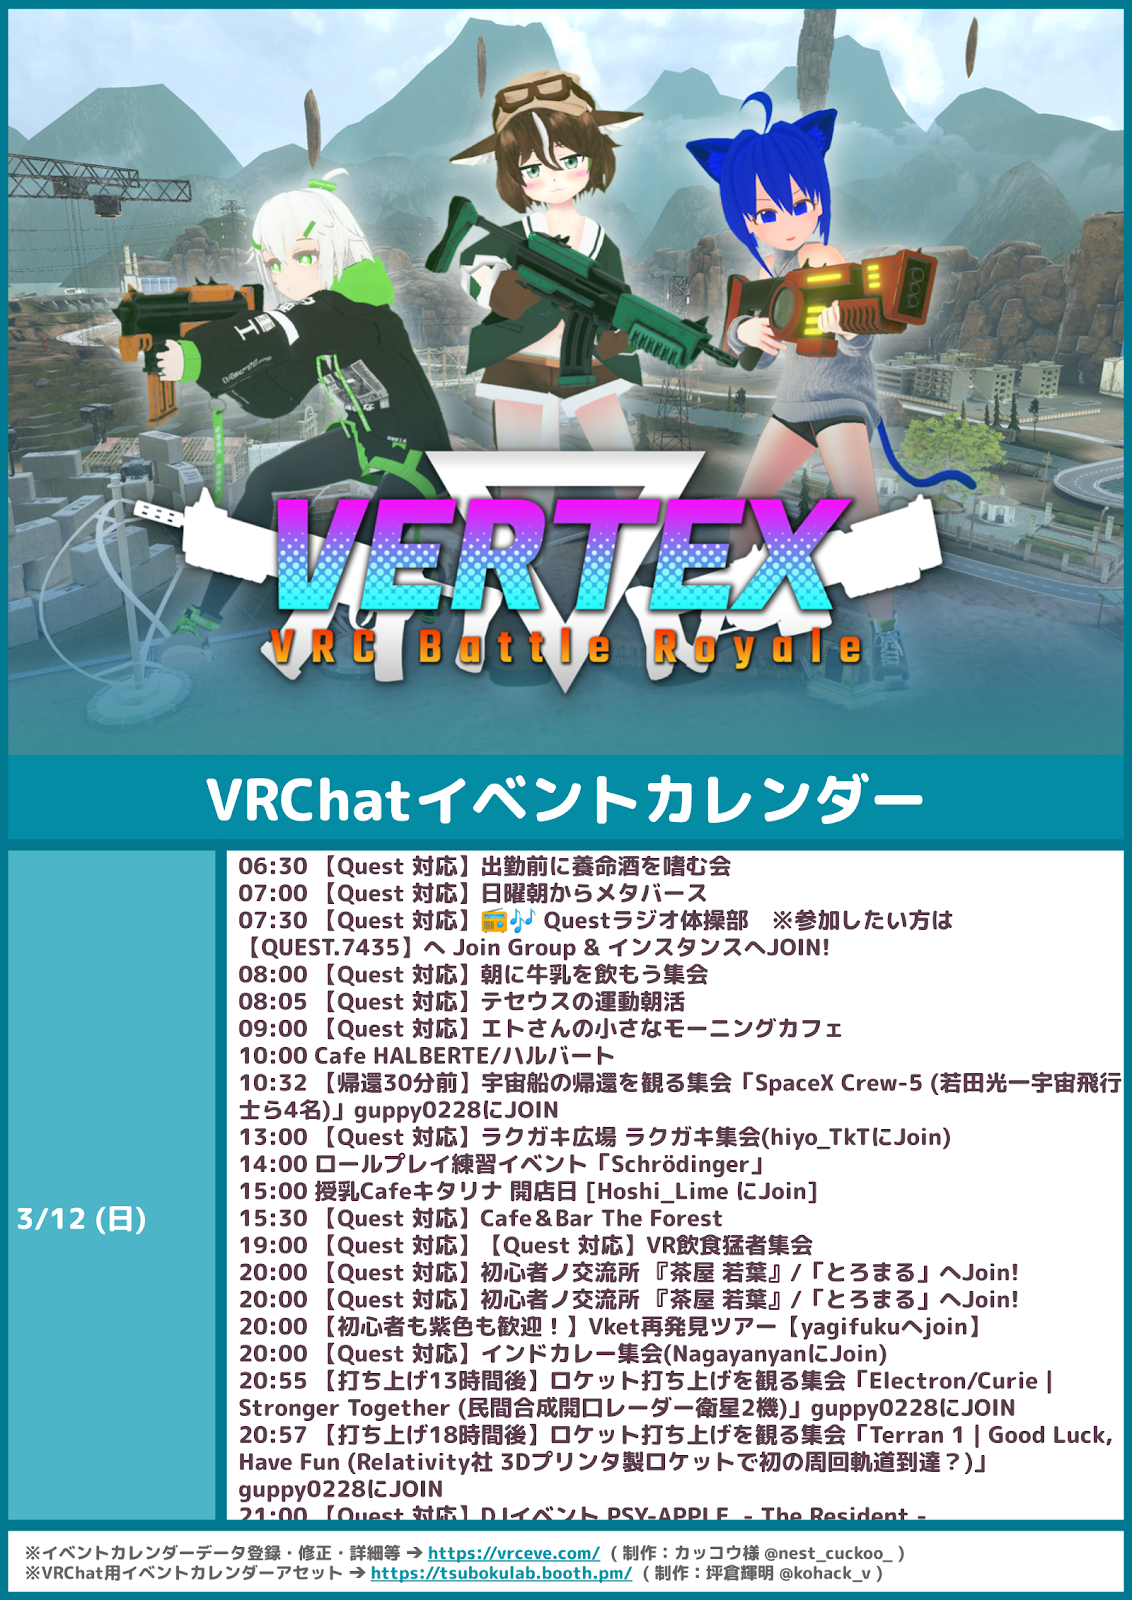 VERTEX
VRC Battle Royale
VRChatイベントカレンダー
3/12 (日)
06:30 【Quest 対応】出勤前に養命酒を嗜む会
07:00 【Quest 対応】日曜朝からメタバース
07:30 【Quest 対応】📻🎶 Questラジオ体操部　※参加したい方は
【QUEST.7435】へ Join Group & インスタンスへJOIN!
08:00 【Quest 対応】朝に牛乳を飲もう集会
08:05 【Quest 対応】テセウスの運動朝活
09:00 【Quest 対応】エトさんの小さなモーニングカフェ
10:00 Cafe HALBERTE/ハルバート
10:32 【帰還30分前】宇宙船の帰還を観る集会「SpaceX Crew-5 (若田光一宇宙飛行
士ら4名)」guppy0228にJOIN
13:00 【Quest 対応】ラクガキ広場 ラクガキ集会(hiyo_TkTにJoin)
14:00 ロールプレイ練習イベント「Schrödinger」
15:00 授乳Cafeキタリナ 開店日 [Hoshi_Lime にJoin]
15:30 【Quest 対応】Cafe＆Bar The Forest
19:00 【Quest 対応】【Quest 対応】VR飲食猛者集会
20:00 【Quest 対応】初心者ノ交流所 『茶屋 若葉』/「とろまる」へJoin!
20:00 【Quest 対応】初心者ノ交流所 『茶屋 若葉』/「とろまる」へJoin!
20:00 【初心者も紫色も歓迎！】Vket再発見ツアー【yagifukuへjoin】
20:00 【Quest 対応】インドカレー集会(NagayanyanにJoin)
20:55 【打ち上げ13時間後】ロケット打ち上げを観る集会「Electron/Curie |
Stronger Together (民間合成開口レーダー衛星2機)」guppy0228にJOIN
20:57 【打ち上げ18時間後】ロケット打ち上げを観る集会「Terran 1 | Good Luck,
Have Fun (Relativity社 3Dプリンタ製ロケットで初の周回軌道到達？)」
guppy0228にJOIN
21:00 【Quest 対応】DJイベント PSY-APPLE - The Resident -
※イベントカレンダーデータ登録・修正・詳細等 → https://vrceve.com/ ( 制作：カッコウ様 @nest_cuckoo_ )
※VRChat用イベントカレンダーアセット → https://tsubokulab.booth.pm/ ( 制作：坪倉輝明 @kohack_v )